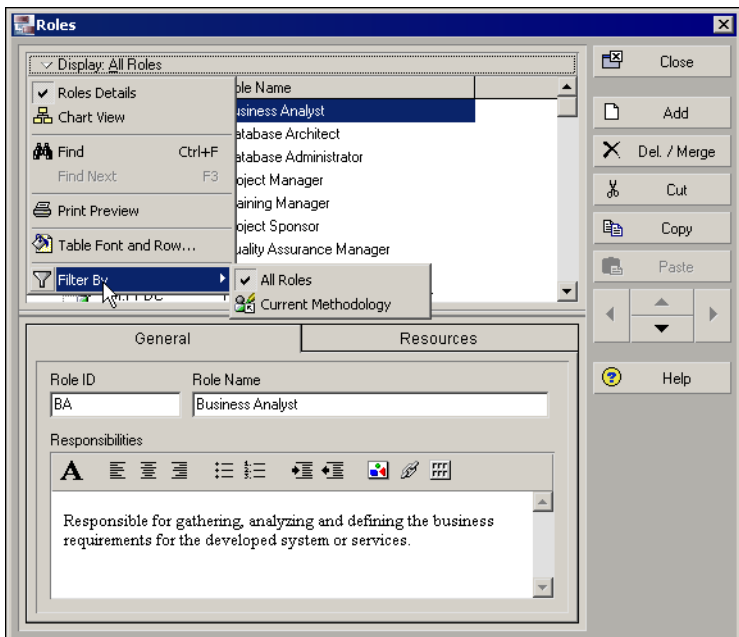 Roles
Display: All Roles
Close
Roles Details
ole Name
Chart View
usiness Analyst
Add
atabase Architect
Find Ctrl+F
atabase Administrator
Del. / Merge
Find Next F3
oject Manager
aining Manager
Cut
Print Preview
oject Sponsor
Copy
Table Font and Row...
uality Assurance Manager
Paste
Filter By
All Roles
Current Methodology
General
Resources
Help
Role ID
Role Name
BA
Business Analyst
Responsibilities
A
Responsible for gathering, analyzing and defining the business
requirements for the developed system or services.